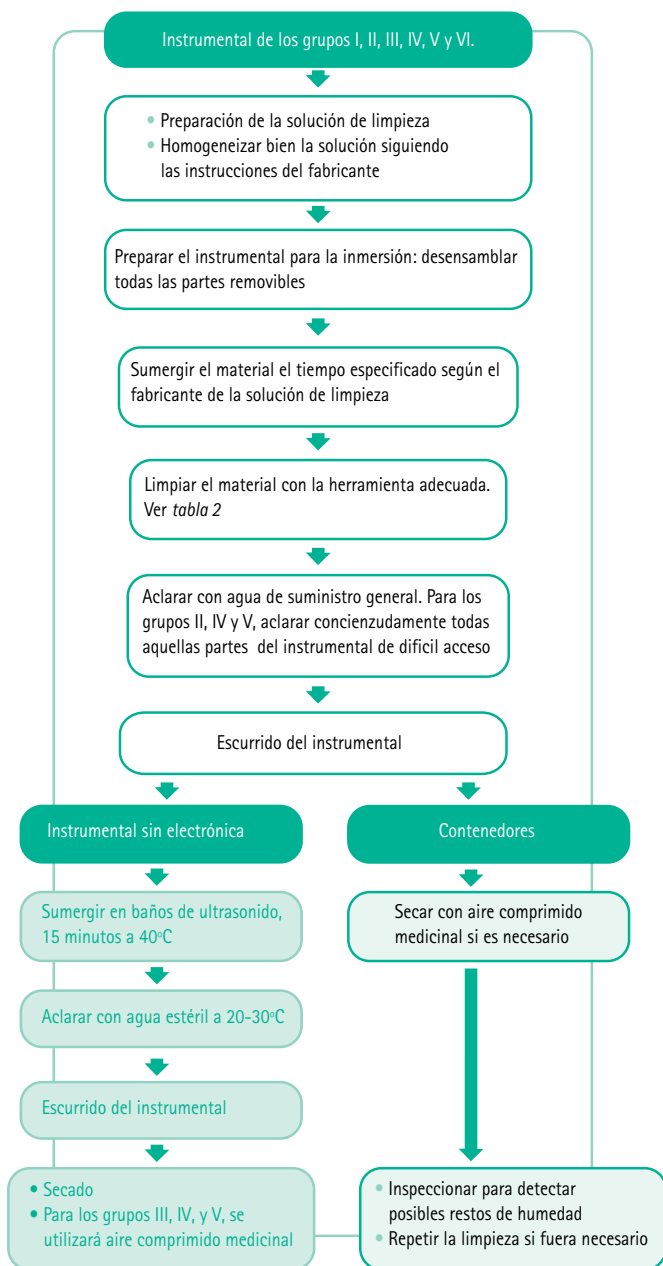 Instrumental de los grupos I, II, III, IV, V y VI.
• Preparación de la solución de limpieza
• Homogeneizar bien la solución siguiendo
las instrucciones del fabricante
Preparar el instrumental para la inmersión: desensamblar
todas las partes removibles
Sumergir el material el tiempo especificado según el
fabricante de la solución de limpieza
Limpiar el material con la herramienta adecuada.
Ver tabla 2
Aclarar con agua de suministro general. Para los
grupos II, IV y V, aclarar concienzudamente todas
aquellas partes del instrumental de dificil acceso
Escurrido del instrumental
Instrumental sin electrónica
Sumergir en baños de ultrasonido,
15 minutos a 40ºC
Aclarar con agua estéril a 20-30ºC
Escurrido del instrumental
• Secado
• Para los grupos III, IV, y V, se
utilizará aire comprimido medicinal
Contenedores
Secar con aire comprimido
medicinal si es necesario
• Inspeccionar para detectar
posibles restos de humedad
• Repetir la limpieza si fuera necesario